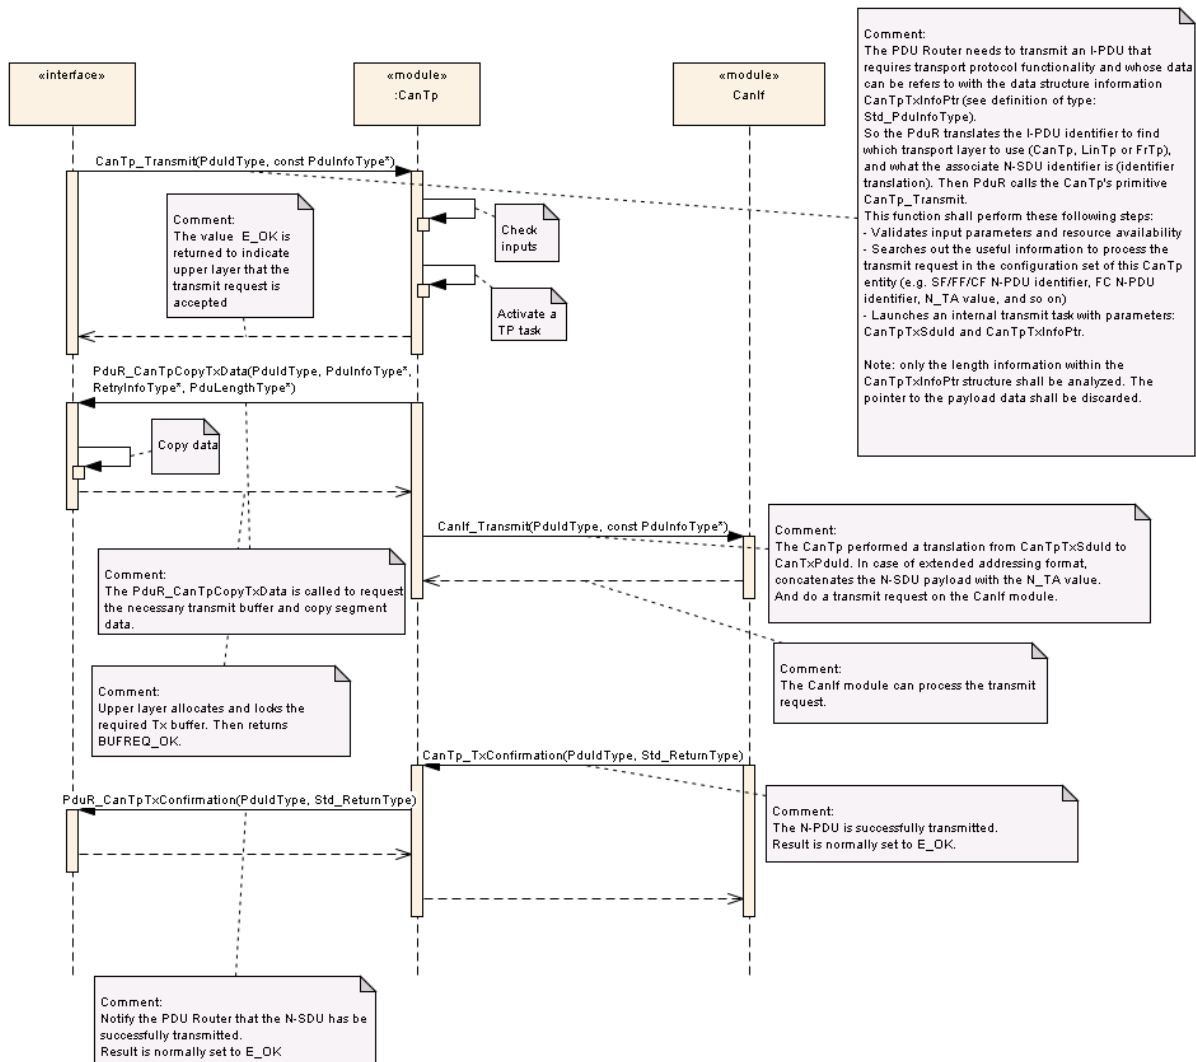 «interface»
«module»
:CanTp
«module»
CanIf
Comment:
The PDU Router needs to transmit an I-PDU that
requires transport protocol functionality and whose data
can be refers to with the data structure information
CanTpTxInfoPtr (see definition of type:
Std_PduInfoType).
So the PduR translates the I-PDU identifier to find
which transport layer to use (CanTp, LinTp or FrTp),
and what the associate N-SDU identifier is (identifier
translation). Then PduR calls the CanTp's primitive
CanTp_Transmit.
This function shall perform these following steps:
- Validates input parameters and resource availability
- Searches out the useful information to process the
transmit request in the configuration set of this CanTp
entity (e.g. SF/FF/CF N-PDU identifier, FC N-PDU
identifier, N_TA value, and so on)
- Launches an internal transmit task with parameters:
CanTpTxSduId and CanTpTxInfoPtr.
Note: only the length information within the
CanTpTxInfoPtr structure shall be analyzed. The
pointer to the payload data shall be discarded.
CanTp_Transmit(PduIdType, const PduInfoType*)
Comment:
The value E_OK is
returned to indicate
upper layer that the
transmit request is
accepted
Check
inputs
Activate a
TP task
PduR_CanTpCopyTxData(PduIdType, PduInfoType*,
RetryInfoType*, PduLengthType*)
Copy data
CanIf_Transmit(PduIdType, const PduInfoType*)
Comment:
The CanTp performed a translation from CanTpTxSduId to
CanTxPduId. In case of extended addressing format,
concatenates the N-SDU payload with the N_TA value.
And do a transmit request on the CanIf module.
Comment:
The PduR_CanTpCopyTxData is called to request
the necessary transmit buffer and copy segment
data.
Comment:
The CanIf module can process the transmit
request.
Comment:
Upper layer allocates and locks the
required Tx buffer. Then returns
BUFREQ_OK.
CanTp_TxConfirmation(PduIdType, Std_ReturnType)
PduR_CanTpTxConfirmation(PduIdType, Std_ReturnType)
Comment:
The N-PDU is successfully transmitted.
Result is normally set to E_OK.
Comment:
Notify the PDU Router that the N-SDU has be
successfully transmitted.
Result is normally set to E_OK